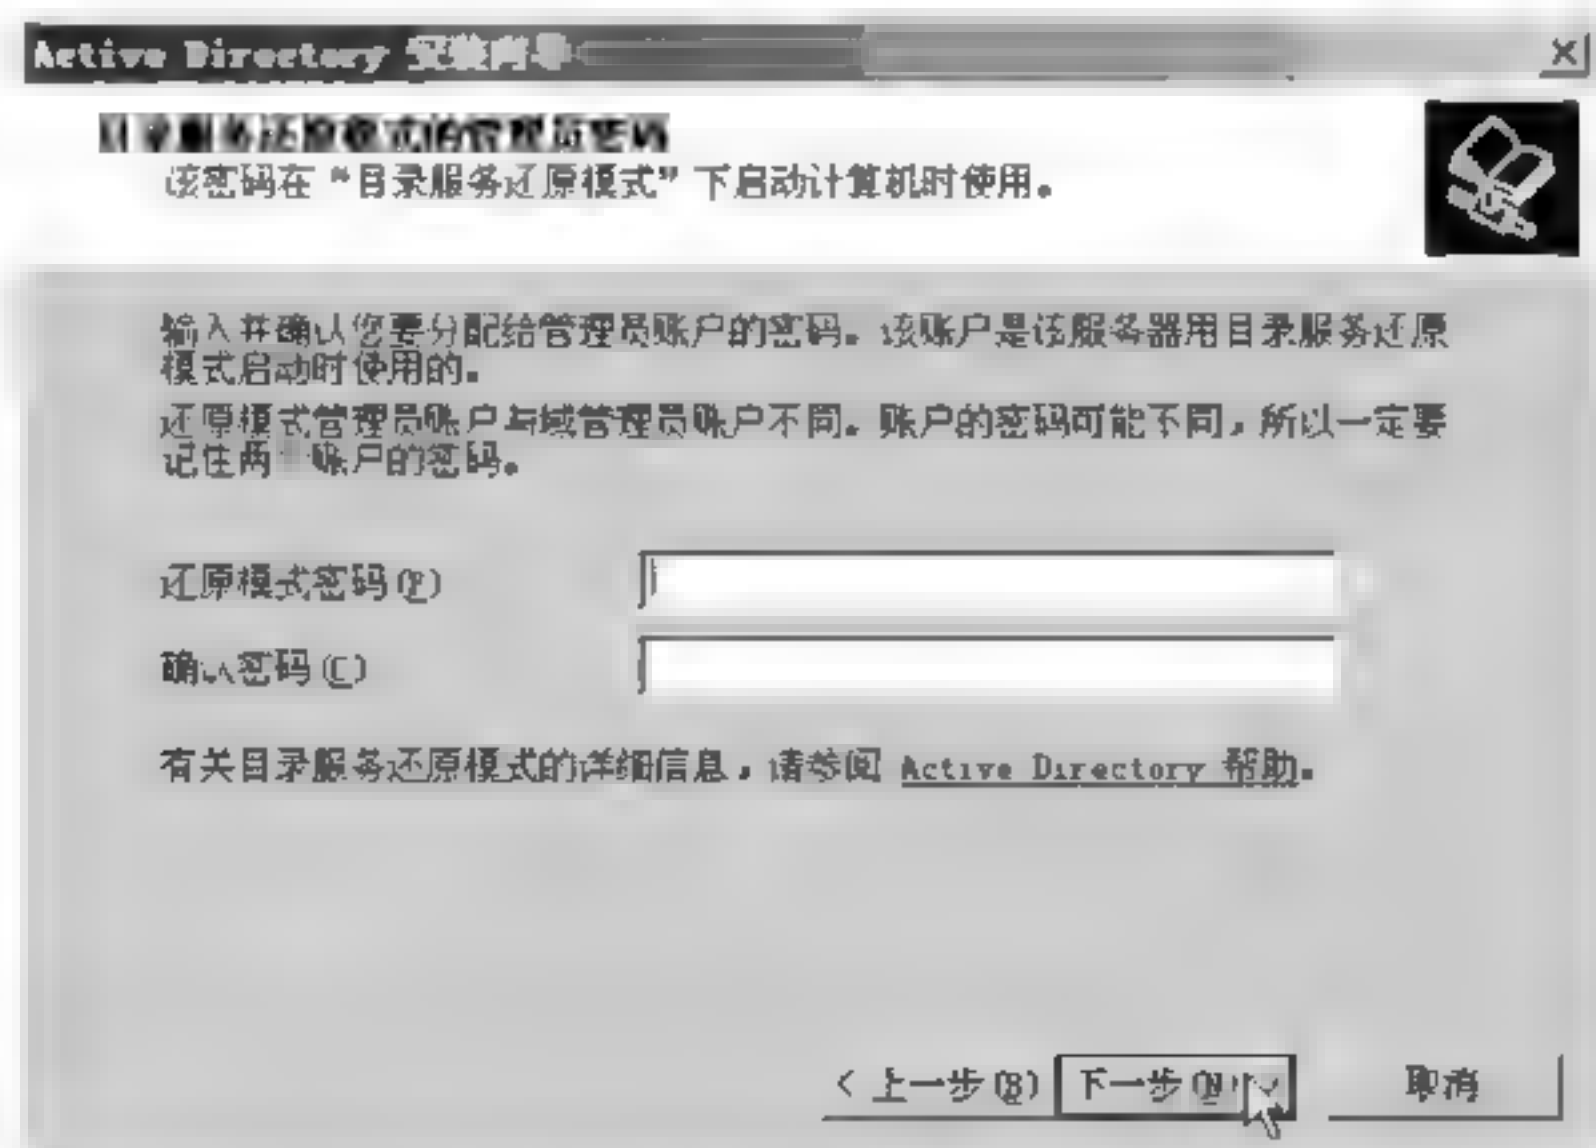 Active Directory 安装向导
目录服务还原模式的管理员密码
该密码在“目录服务还原模式”下启动计算机时使用。
输入并确认您要分配给管理员账户的密码。该账户是该服务器用目录服务还原
模式启动时使用的。
还原模式管理员账户与域管理员账户不同。账户的密码可能不同，所以一定要
记住两 账户的密码。
还原模式密码(P)
确认密码(C)
有关目录服务还原模式的详细信息，请参阅 Active Directory 帮助。
< 上一步(B) 下一步(N) > 取消